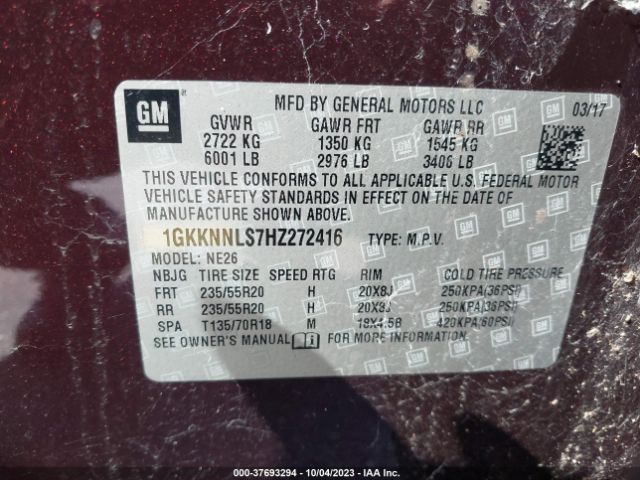 MFD BY GENERAL MOTORS LLC 03/17
GM
GVWR GAWR FRT GAWR RR
2722 KG 1350 KG 1545 KG
6001 LB 2976 LB 3406 LB
THIS VEHICLE CONFORMS TO ALL APPLICABLE U.S. FEDERAL MOTOR
VEHICLE SAFETY STANDARDS IN EFFECT ON THE DATE OF
MANUFACTURE SHOWN ABOVE.
1GKKNNLS7HZ272416 TYPE: M.P.V.
MODEL: NE26
NBJG TIRE SIZE SPEED RTG RIM COLD TIRE PRESSURE
FRT 235/55R20 H 20X8J 250KPA(36PSI)
RR 235/55R20 H 20X8J 250KPA(36PSI)
SPA T135/70R18 M 18X4.5B 420KPA(60PSI)
SEE OWNER'S MANUAL FOR MORE INFORMATION
000-37693294 - 10/04/2023 - IAA Inc.